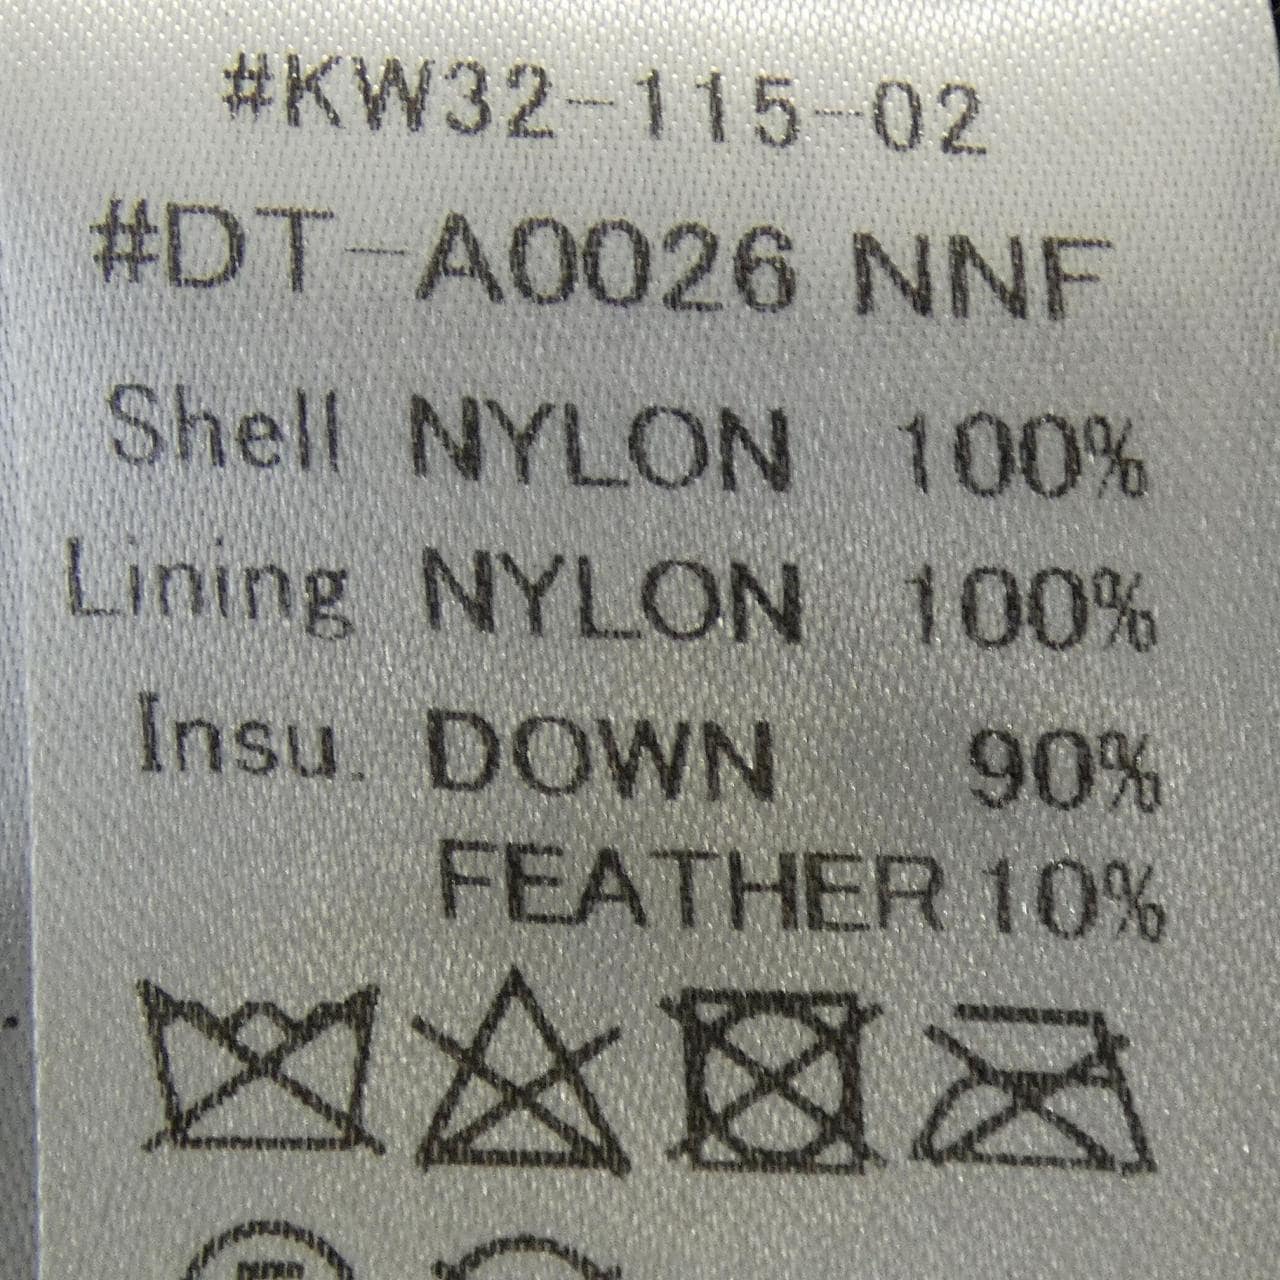 #KW32-115-02
#DT-A0026 NNF
Shell NYLON 100%
Lining NYLON 100%
Insu. DOWN 90%
FEATHER 10%